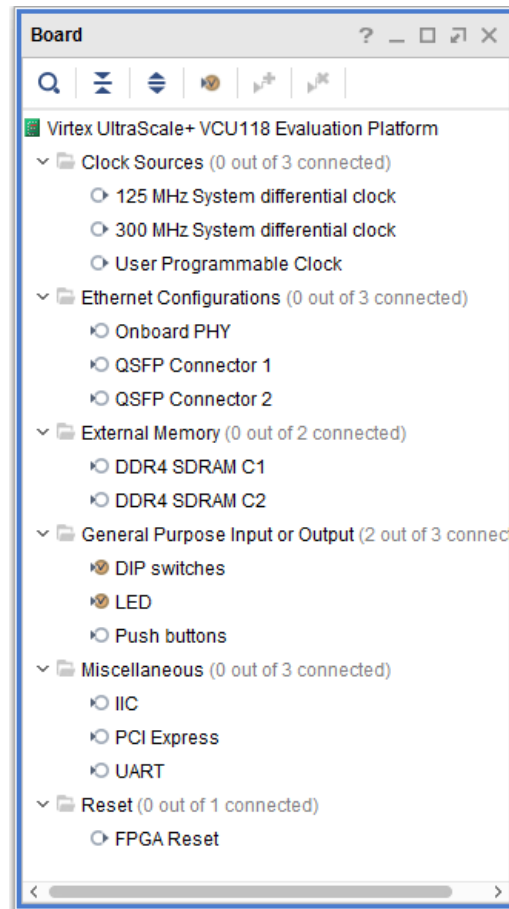 Board
Virtex UltraScale+ VCU118 Evaluation Platform
Clock Sources (0 out of 3 connected)
125 MHz System differential clock
300 MHz System differential clock
User Programmable Clock
Ethernet Configurations (0 out of 3 connected)
Onboard PHY
QSFP Connector 1
QSFP Connector 2
External Memory (0 out of 2 connected)
DDR4 SDRAM C1
DDR4 SDRAM C2
General Purpose Input or Output (2 out of 3 connec
DIP switches
LED
Push buttons
Miscellaneous (0 out of 3 connected)
IIC
PCI Express
UART
Reset (0 out of 1 connected)
FPGA Reset